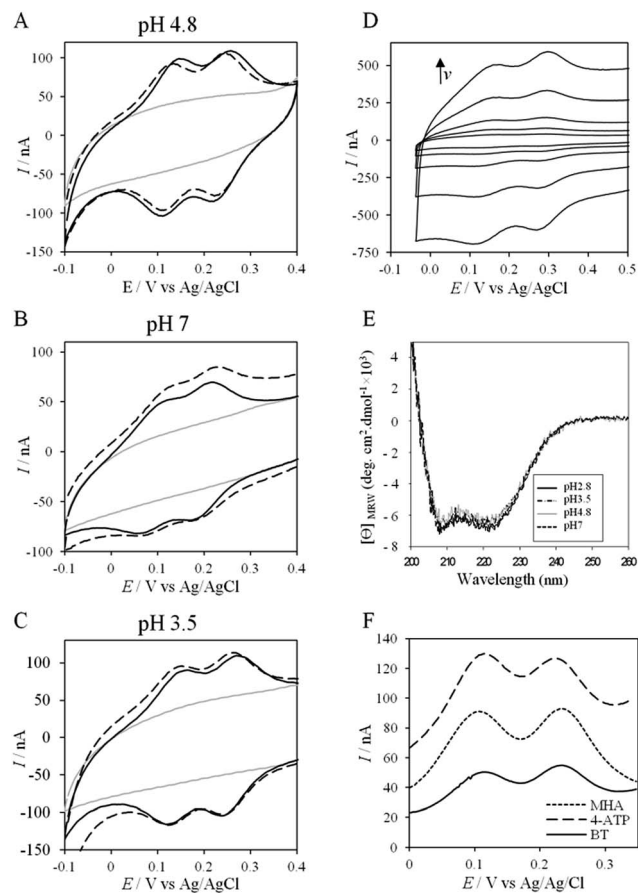 A
pH 4.8
I / nA
100
50
0
-50
-100
-150
-0.1 0 0.1 0.2 0.3 0.4
E / V vs Ag/AgCl
B
pH 7
I / nA
100
50
0
-50
-100
-0.1 0 0.1 0.2 0.3 0.4
E / V vs Ag/AgCl
C
pH 3.5
I / nA
100
50
0
-50
-100
-150
-0.1 0 0.1 0.2 0.3 0.4
E / V vs Ag/AgCl
D
v
I / nA
500
250
0
-250
-500
-750
0.0 0.1 0.2 0.3 0.4 0.5
E / V vs Ag/AgCl
E
[Θ] MRW (deg. cm².dmol⁻¹×10³)
4
2
0
-2
-4
-6
-8
pH2.8
pH3.5
pH4.8
pH7
200 210 220 230 240 250 260
Wavelength (nm)
F
I / nA
140
120
100
80
60
40
20
0
MHA
4-ATP
BT
0 0.1 0.2 0.3
E / V vs Ag/Ag/Cl